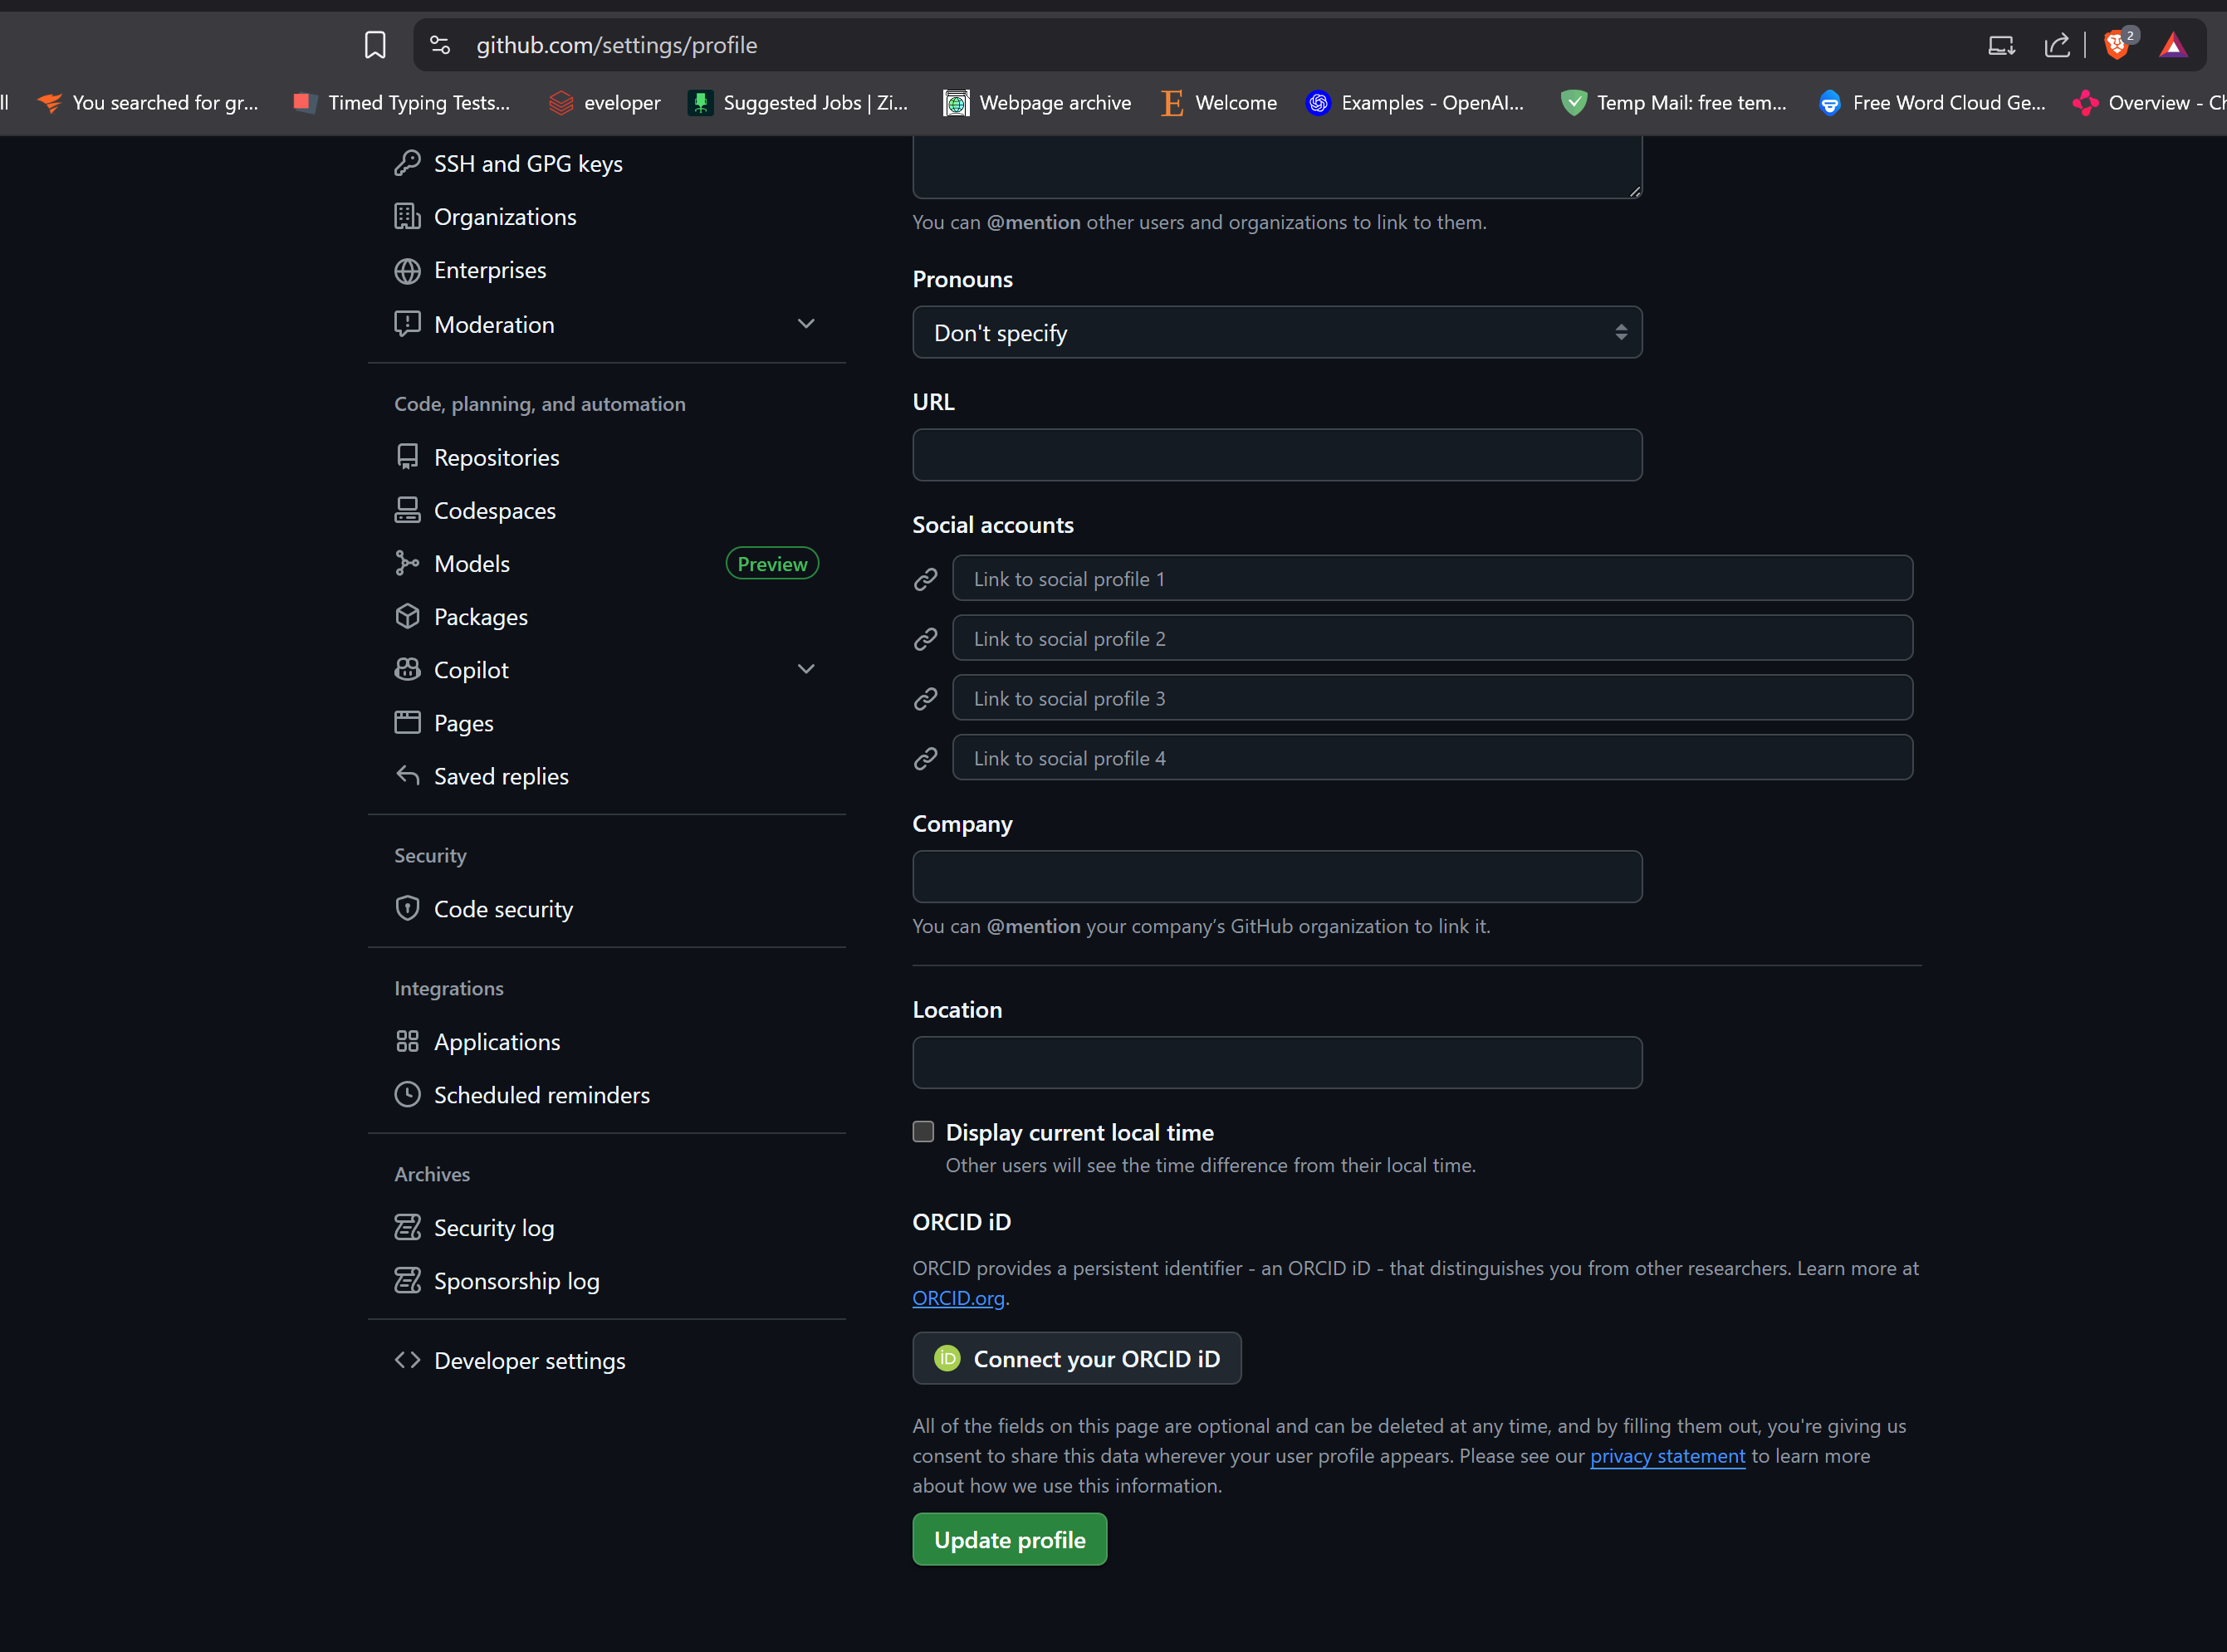 github.com/settings/profile
2
ll
You searched for gr...
Timed Typing Tests...
eveloper
Suggested Jobs | Zi...
Webpage archive
Welcome
Examples - OpenAI...
Temp Mail: free tem...
Free Word Cloud Ge...
Overview - Ch
SSH and GPG keys
Organizations
Enterprises
Moderation
Code, planning, and automation
Repositories
Codespaces
Models
Preview
Packages
Copilot
Pages
Saved replies
Security
Code security
Integrations
Applications
Scheduled reminders
Archives
Security log
Sponsorship log
Developer settings
You can @mention other users and organizations to link to them.
Pronouns
Don't specify
URL
Social accounts
Link to social profile 1
Link to social profile 2
Link to social profile 3
Link to social profile 4
Company
You can @mention your company’s GitHub organization to link it.
Location
Display current local time
Other users will see the time difference from their local time.
ORCID iD
ORCID provides a persistent identifier - an ORCID iD - that distinguishes you from other researchers. Learn more at
ORCID.org.
iD Connect your ORCID iD
All of the fields on this page are optional and can be deleted at any time, and by filling them out, you're giving us
consent to share this data wherever your user profile appears. Please see our privacy statement to learn more
about how we use this information.
Update profile